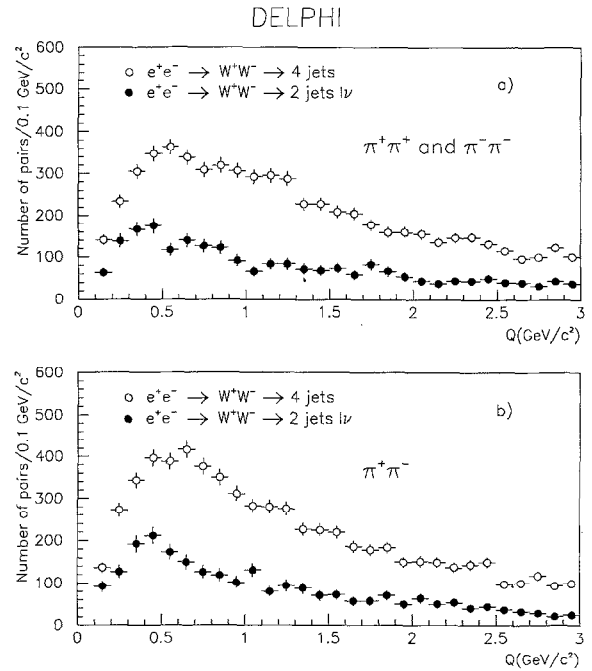 DELPHI
Number of pairs/0.1 GeV/c²
600
500
400
300
200
100
0
○ e⁺e⁻ → W⁺W⁻ → 4 jets
● e⁺e⁻ → W⁺W⁻ → 2 jets lν
a)
π⁺π⁺ and π⁻π⁻
0 0.5 1 1.5 2 2.5 3
Q(GeV/c²)
Number of pairs/0.1 GeV/c²
600
500
400
300
200
100
0
○ e⁺e⁻ → W⁺W⁻ → 4 jets
● e⁺e⁻ → W⁺W⁻ → 2 jets lν
b)
π⁺π⁻
0 0.5 1 1.5 2 2.5 3
Q(GeV/c²)